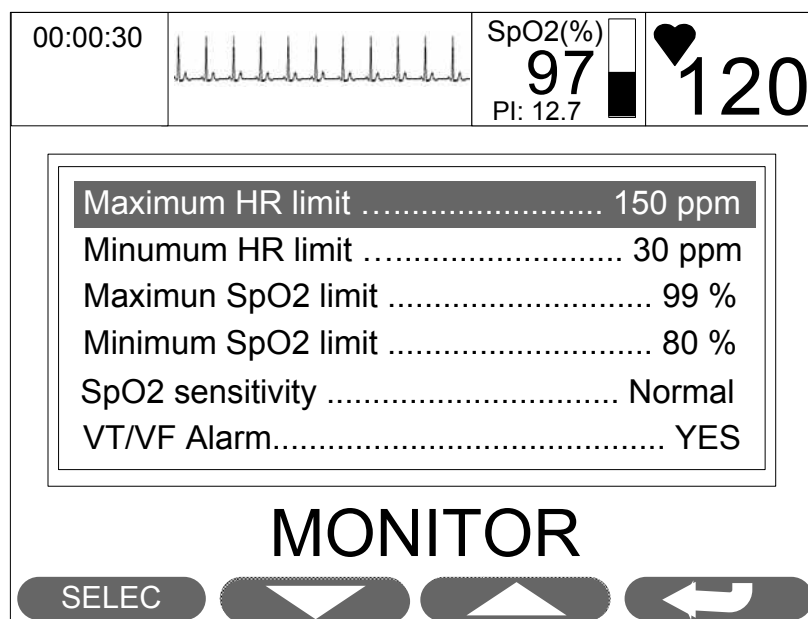 00:00:30
SpO2(%)
97
PI: 12.7
120
Maximum HR limit …....................... 150 ppm
Minumum HR limit …......................... 30 ppm
Maximun SpO2 limit ............................. 99 %
Minimum SpO2 limit ............................. 80 %
SpO2 sensitivity ................................ Normal
VT/VF Alarm........................................... YES
MONITOR
SELEC